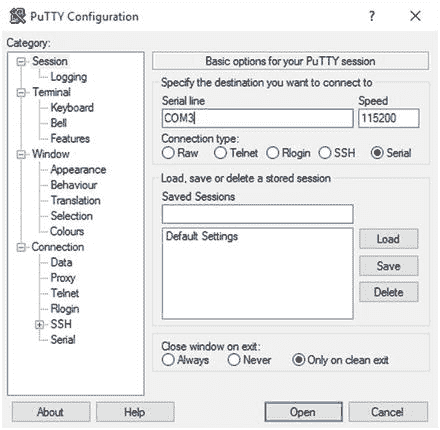 PuTTY Configuration
?
Category:
Session
Logging
Terminal
Keyboard
Bell
Features
Window
Appearance
Behaviour
Translation
Selection
Colours
Connection
Data
Proxy
Telnet
Rlogin
SSH
Serial
Basic options for your PuTTY session
Specify the destination you want to connect to
Serial line Speed
COM3 115200
Connection type:
Raw Telnet Rlogin SSH Serial
Load, save or delete a stored session
Saved Sessions
Default Settings
Load
Save
Delete
Close window on exit:
Always Never Only on clean exit
About Help Open Cancel